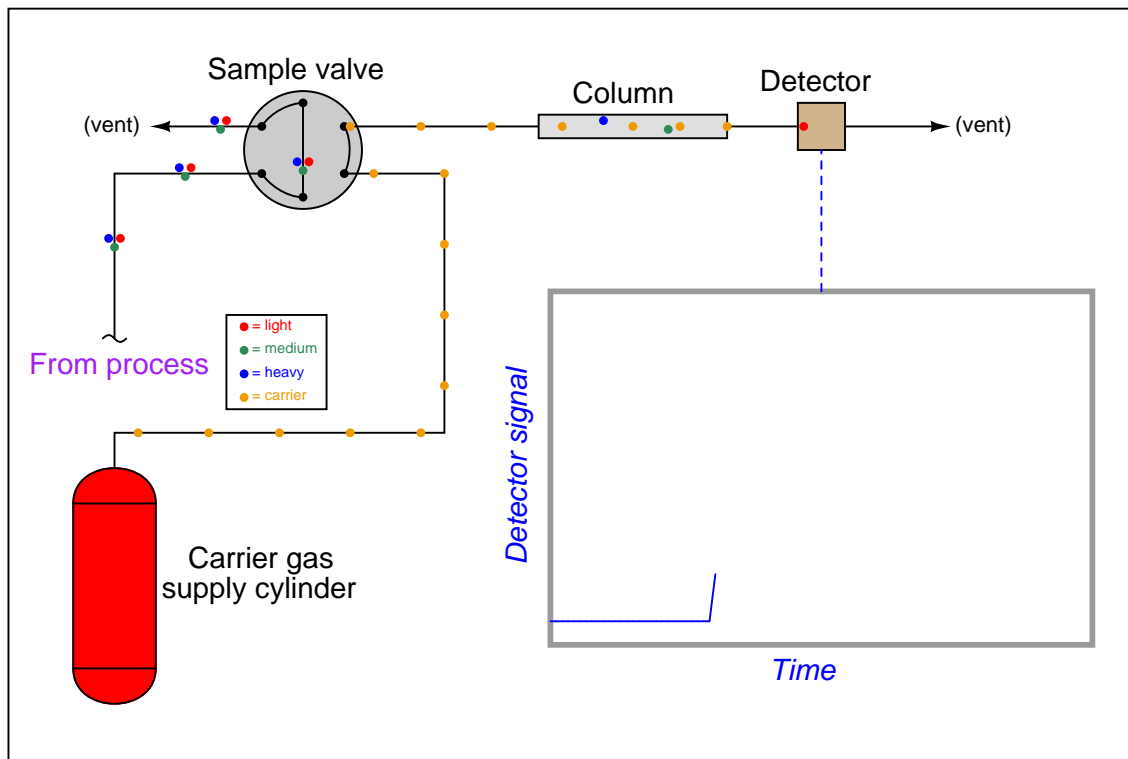 Sample valve
Column
Detector
(vent)
(vent)
= light
= medium
= heavy
= carrier
From process
Detector signal
Carrier gas
supply cylinder
Time